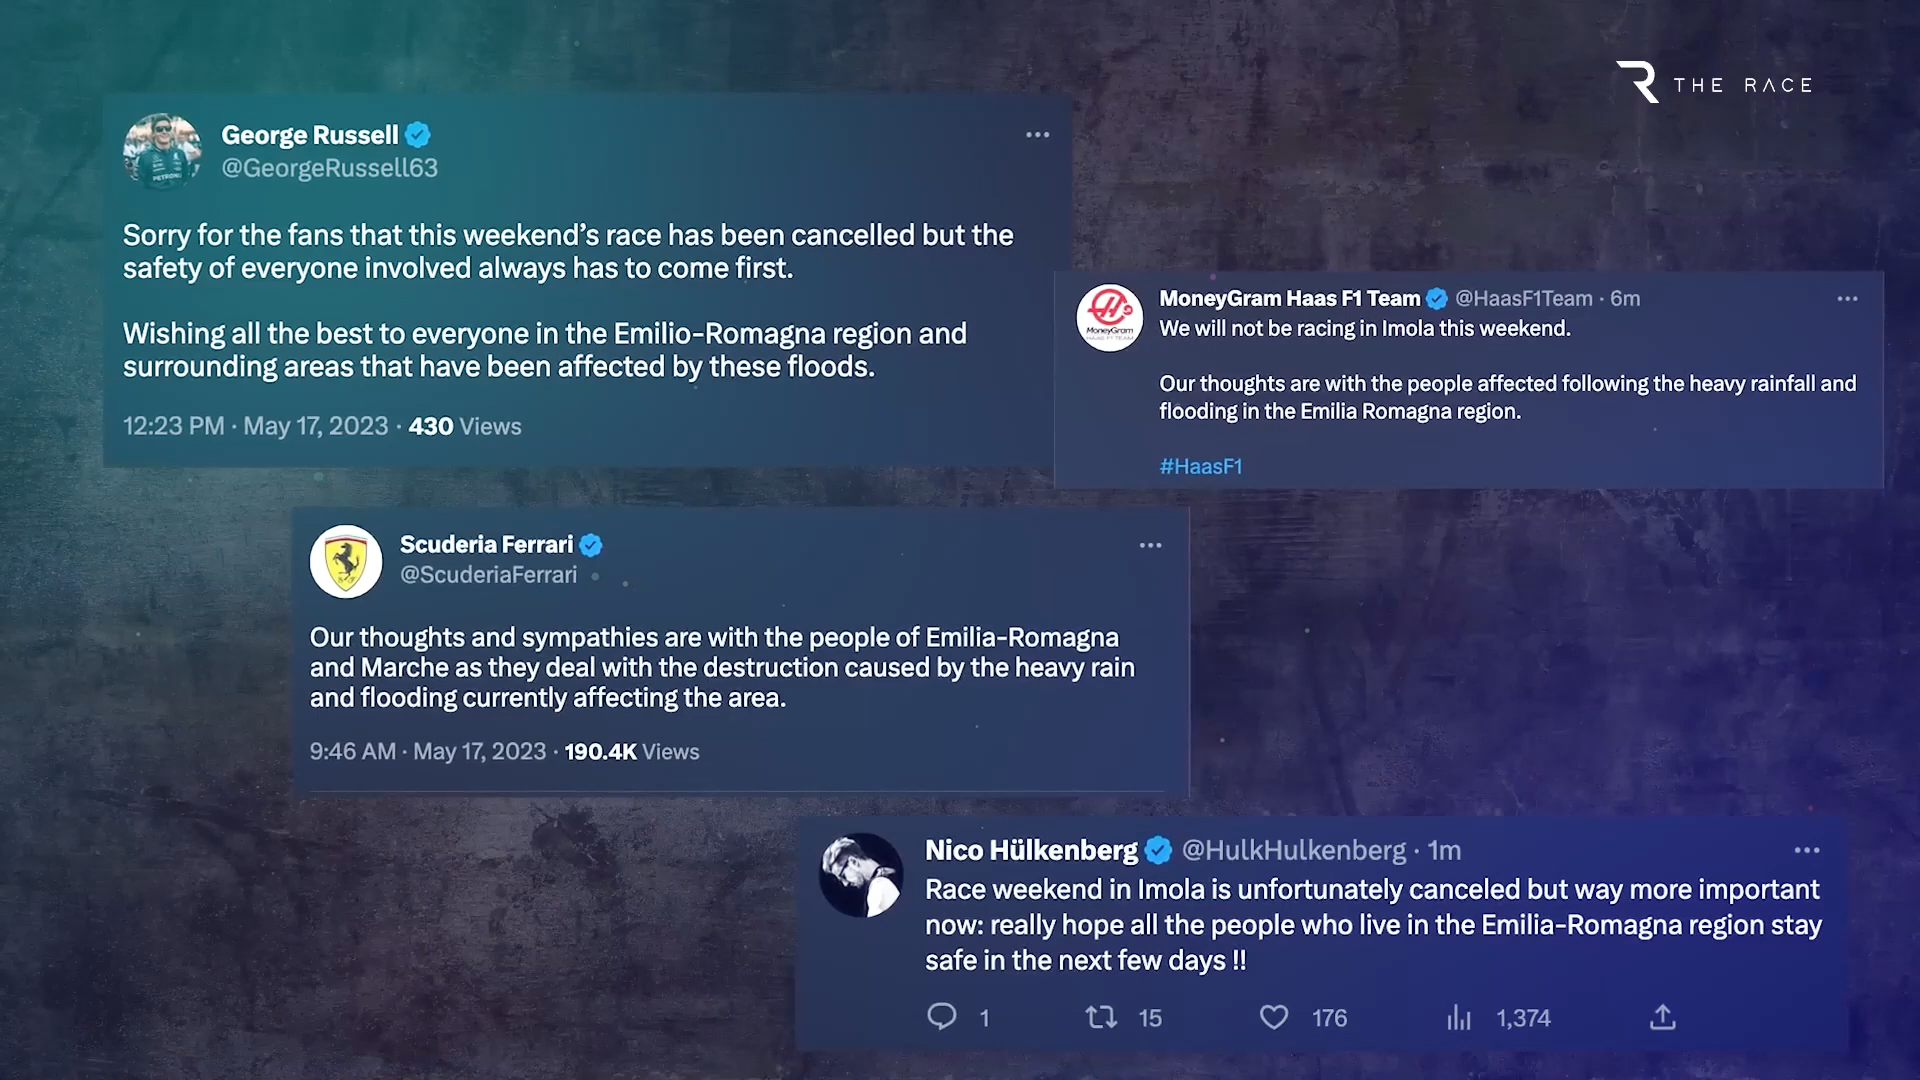 THE RACE
George Russell
@GeorgeRussell63
Sorry for the fans that this weekend’s race has been cancelled but the
safety of everyone involved always has to come first.
Wishing all the best to everyone in the Emilio-Romagna region and
surrounding areas that have been affected by these floods.
12:23 PM · May 17, 2023 · 430 Views
MoneyGram Haas F1 Team @HaasF1Team · 6m
We will not be racing in Imola this weekend.
Our thoughts are with the people affected following the heavy rainfall and
flooding in the Emilia Romagna region.
#HaasF1
Scuderia Ferrari
@ScuderiaFerrari
Our thoughts and sympathies are with the people of Emilia-Romagna
and Marche as they deal with the destruction caused by the heavy rain
and flooding currently affecting the area.
9:46 AM · May 17, 2023 · 190.4K Views
Nico Hülkenberg @HulkHulkenberg · 1m
Race weekend in Imola is unfortunately canceled but way more important
now: really hope all the people who live in the Emilia-Romagna region stay
safe in the next few days !!
1 15 176 1,374
MoneyGram
HAAS F1 TEAM
PETRONAS